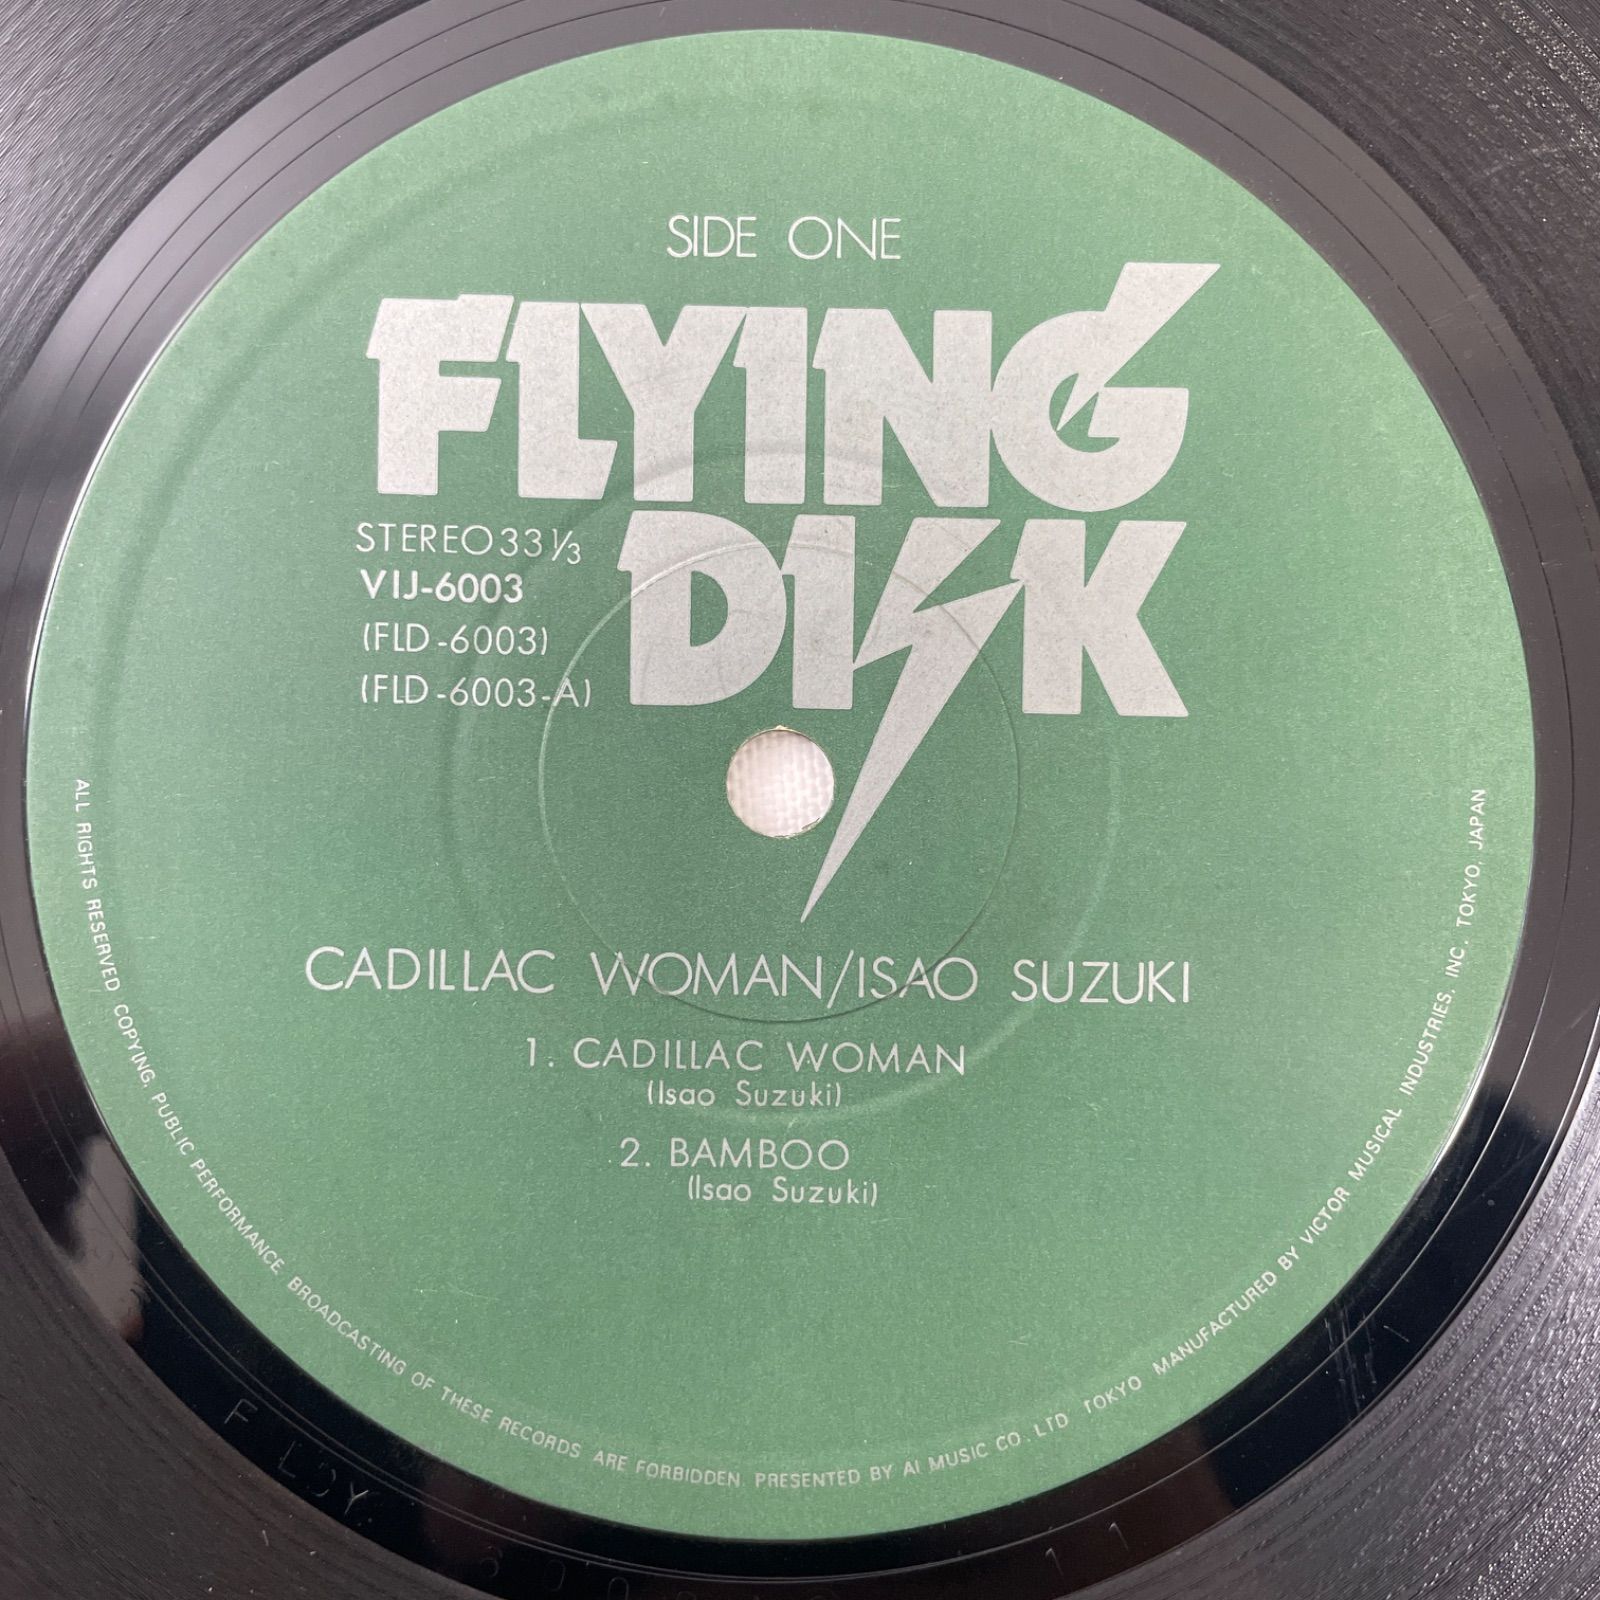 SIDE ONE
FLYING
DISK
STEREO 33 1/3
VIJ-6003
(FLD-6003)
(FLD-6003-A)
CADILLAC WOMAN/ISAO SUZUKI
1. CADILLAC WOMAN
(Isao Suzuki)
2. BAMBOO
(Isao Suzuki)
ALL RIGHTS RESERVED COPYING, PUBLIC PERFORMANCE, BROADCASTING OF THESE RECORDS ARE FORBIDDEN. PRESENTED BY AI MUSIC CO. LTD TOKYO MANUFACTURED BY VICTOR MUSICAL INDUSTRIES, INC. TOKYO, JAPAN